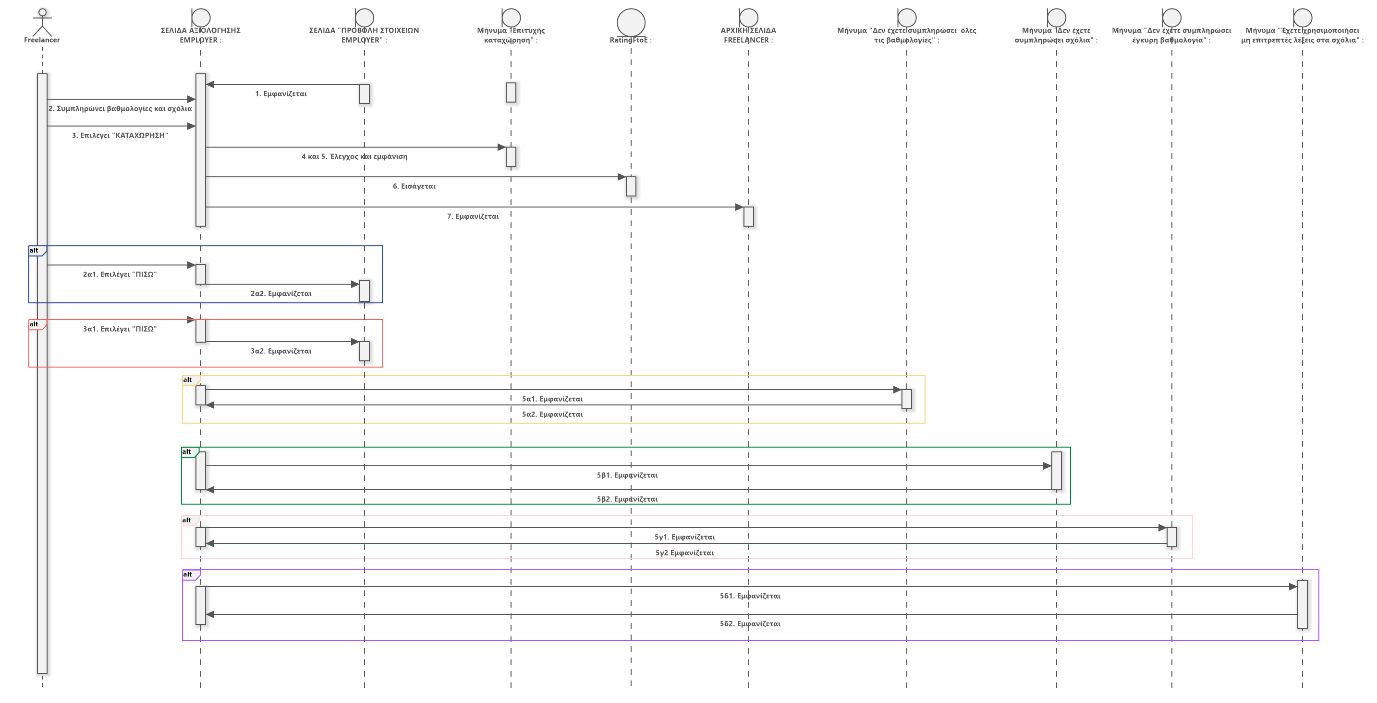 Freelancer
ΣΕΛΙΔΑ ΑΞΙΟΛΟΓΗΣΗΣ
EMPLOYER :
ΣΕΛΙΔΑ "ΠΡΟΒΟΛΗ ΣΤΟΙΧΕΙΩΝ
EMPLOYER" :
Μήνυμα "Επιτυχής
καταχώρηση" :
RatingFtoE :
ΑΡΧΙΚΗ ΣΕΛΙΔΑ
FREELANCER :
Μήνυμα "Δεν έχετε συμπληρώσει όλες
τις βαθμολογίες" :
Μήνυμα "Δεν έχετε
συμπληρώσει σχόλια" :
Μήνυμα "Δεν έχετε συμπληρώσει
έγκυρη βαθμολογία" :
Μήνυμα "Έχετε χρησιμοποιήσει
μη επιτρεπτές λέξεις στα σχόλια" :
1. Εμφανίζεται
2. Συμπληρώνει βαθμολογίες και σχόλια
3. Επιλέγει "ΚΑΤΑΧΩΡΗΣΗ"
4 και 5. Έλεγχος και εμφάνιση
6. Εισάγεται
7. Εμφανίζεται
alt
2α1. Επιλέγει "ΠΙΣΩ"
2α2. Εμφανίζεται
alt
3α1. Επιλέγει "ΠΙΣΩ"
3α2. Εμφανίζεται
alt
5α1. Εμφανίζεται
5α2. Εμφανίζεται
alt
5β1. Εμφανίζεται
5β2. Εμφανίζεται
alt
5γ1. Εμφανίζεται
5γ2 Εμφανίζεται
alt
5δ1. Εμφανίζεται
5δ2. Εμφανίζεται